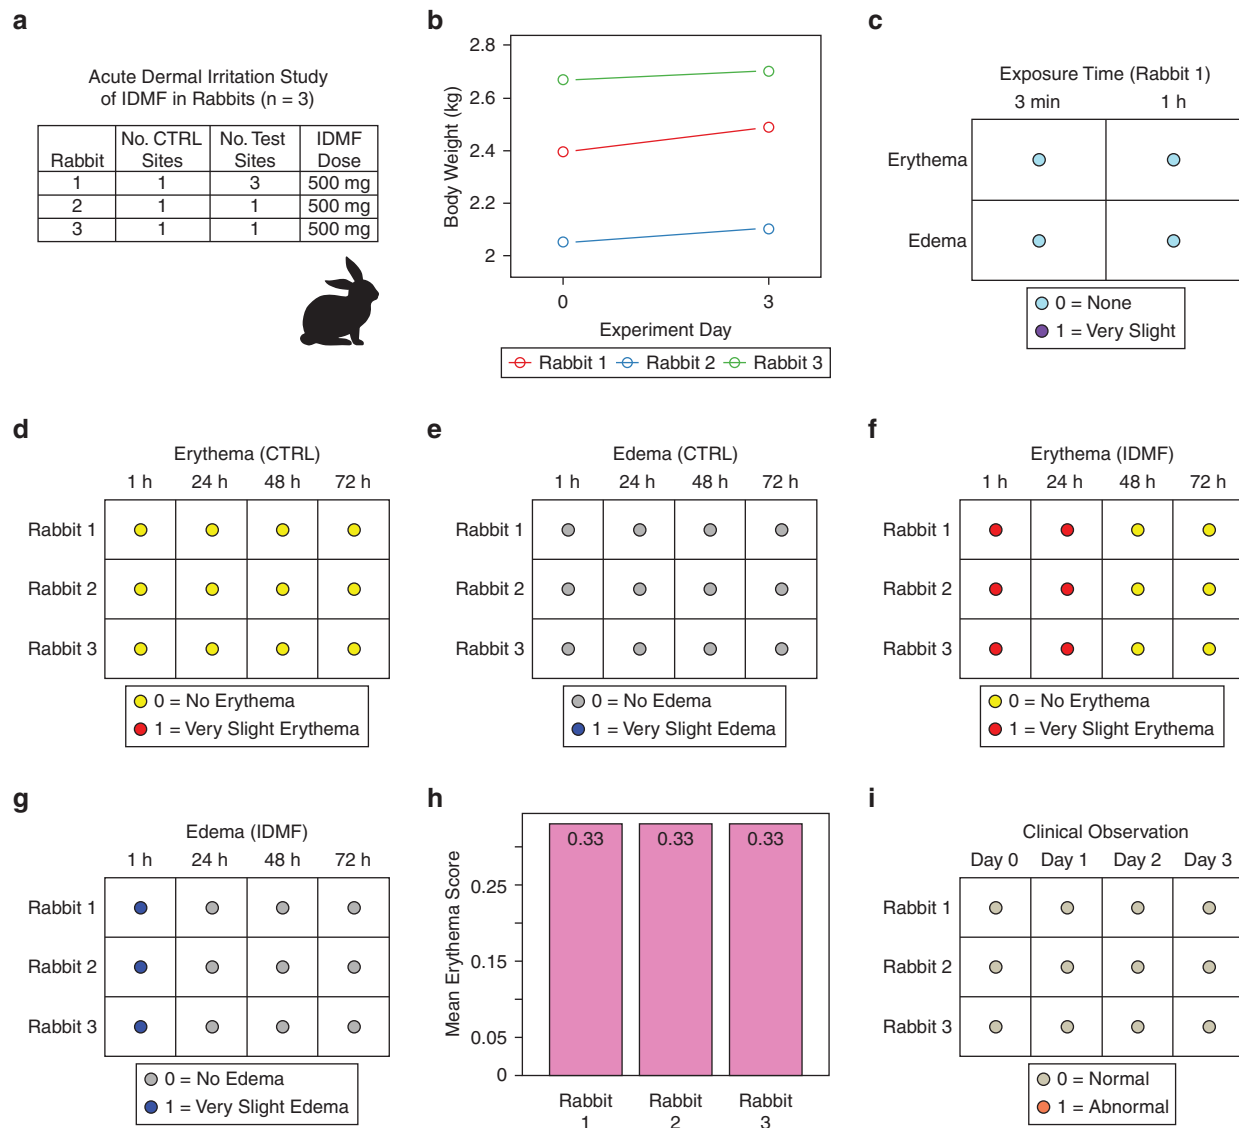 a
Acute Dermal Irritation Study
of IDMF in Rabbits (n = 3)
Rabbit No. CTRL Sites No. Test Sites IDMF Dose
1 1 3 500 mg
2 1 1 500 mg
3 1 1 500 mg
b
2.8
2.6
2.4
2.2
2
Body Weight (kg)
0 3
Experiment Day
Rabbit 1 Rabbit 2 Rabbit 3
c
Exposure Time (Rabbit 1)
3 min 1 h
Erythema
Edema
0 = None
1 = Very Slight
d
Erythema (CTRL)
1 h 24 h 48 h 72 h
Rabbit 1
Rabbit 2
Rabbit 3
0 = No Erythema
1 = Very Slight Erythema
e
Edema (CTRL)
1 h 24 h 48 h 72 h
Rabbit 1
Rabbit 2
Rabbit 3
0 = No Edema
1 = Very Slight Edema
f
Erythema (IDMF)
1 h 24 h 48 h 72 h
Rabbit 1
Rabbit 2
Rabbit 3
0 = No Erythema
1 = Very Slight Erythema
g
Edema (IDMF)
1 h 24 h 48 h 72 h
Rabbit 1
Rabbit 2
Rabbit 3
0 = No Edema
1 = Very Slight Edema
h
0.33 0.33 0.33
0.25
0.15
0.05
0
Mean Erythema Score
Rabbit 1 Rabbit 2 Rabbit 3
i
Clinical Observation
Day 0 Day 1 Day 2 Day 3
Rabbit 1
Rabbit 2
Rabbit 3
0 = Normal
1 = Abnormal